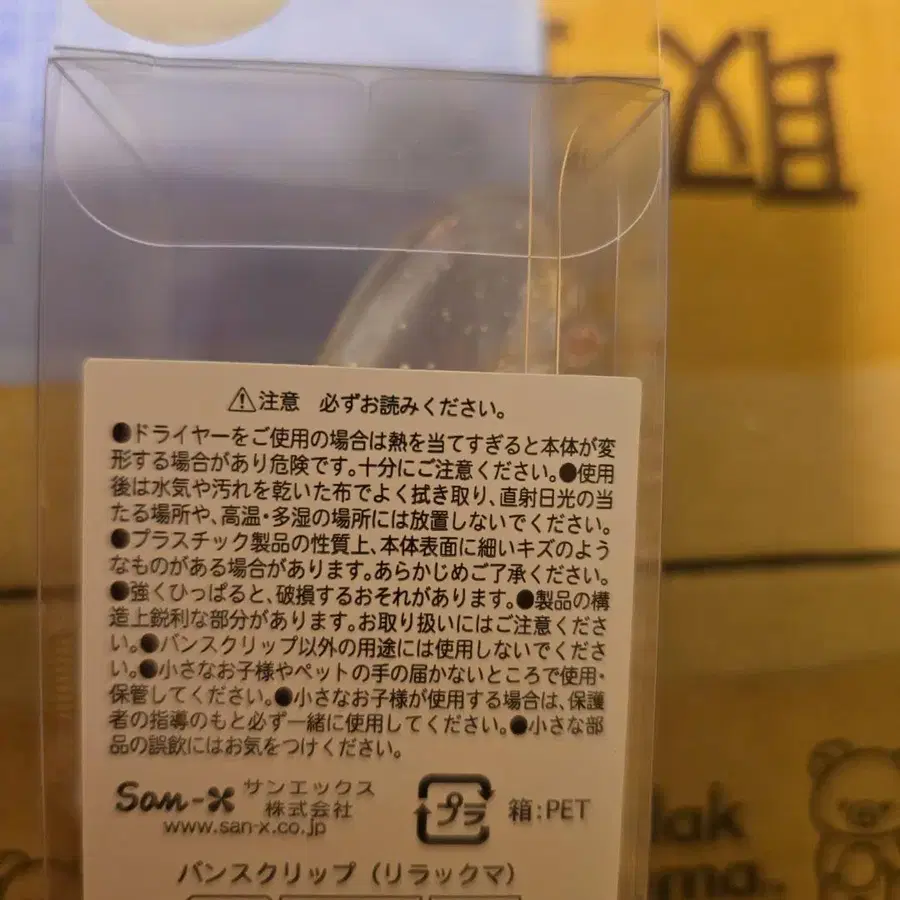 ⚠注意 必ずお読みください。
●ドライヤーをご使用の場合は熱を当てすぎると本体が変
形する場合があり危険です。十分にご注意ください。●使用
後は水気や汚れを乾いた布でよく拭き取り、直射日光の当
たる場所や、高温・多湿の場所には放置しないでください。
●プラスチック製品の性質上、本体表面に細いキズのよう
なものがある場合があります。あらかじめご了承ください。
●強くひっぱると、破損するおそれがあります。●製品の構
造上鋭利な部分があります。お取り扱いにはご注意くださ
い。●バンスクリップ以外の用途には使用しないでくださ
い。●小さなお子様やペットの手の届かないところで使用・
保管してください。●小さなお子様が使用する場合は、保護
者の指導のもと必ず一緒に使用してください。●小さな部
品の誤飲にはお気をつけください。
San-x サンエックス
株式会社
www.san-x.co.jp
プラ 箱:PET
バンスクリップ（リラックマ）
lak
ma